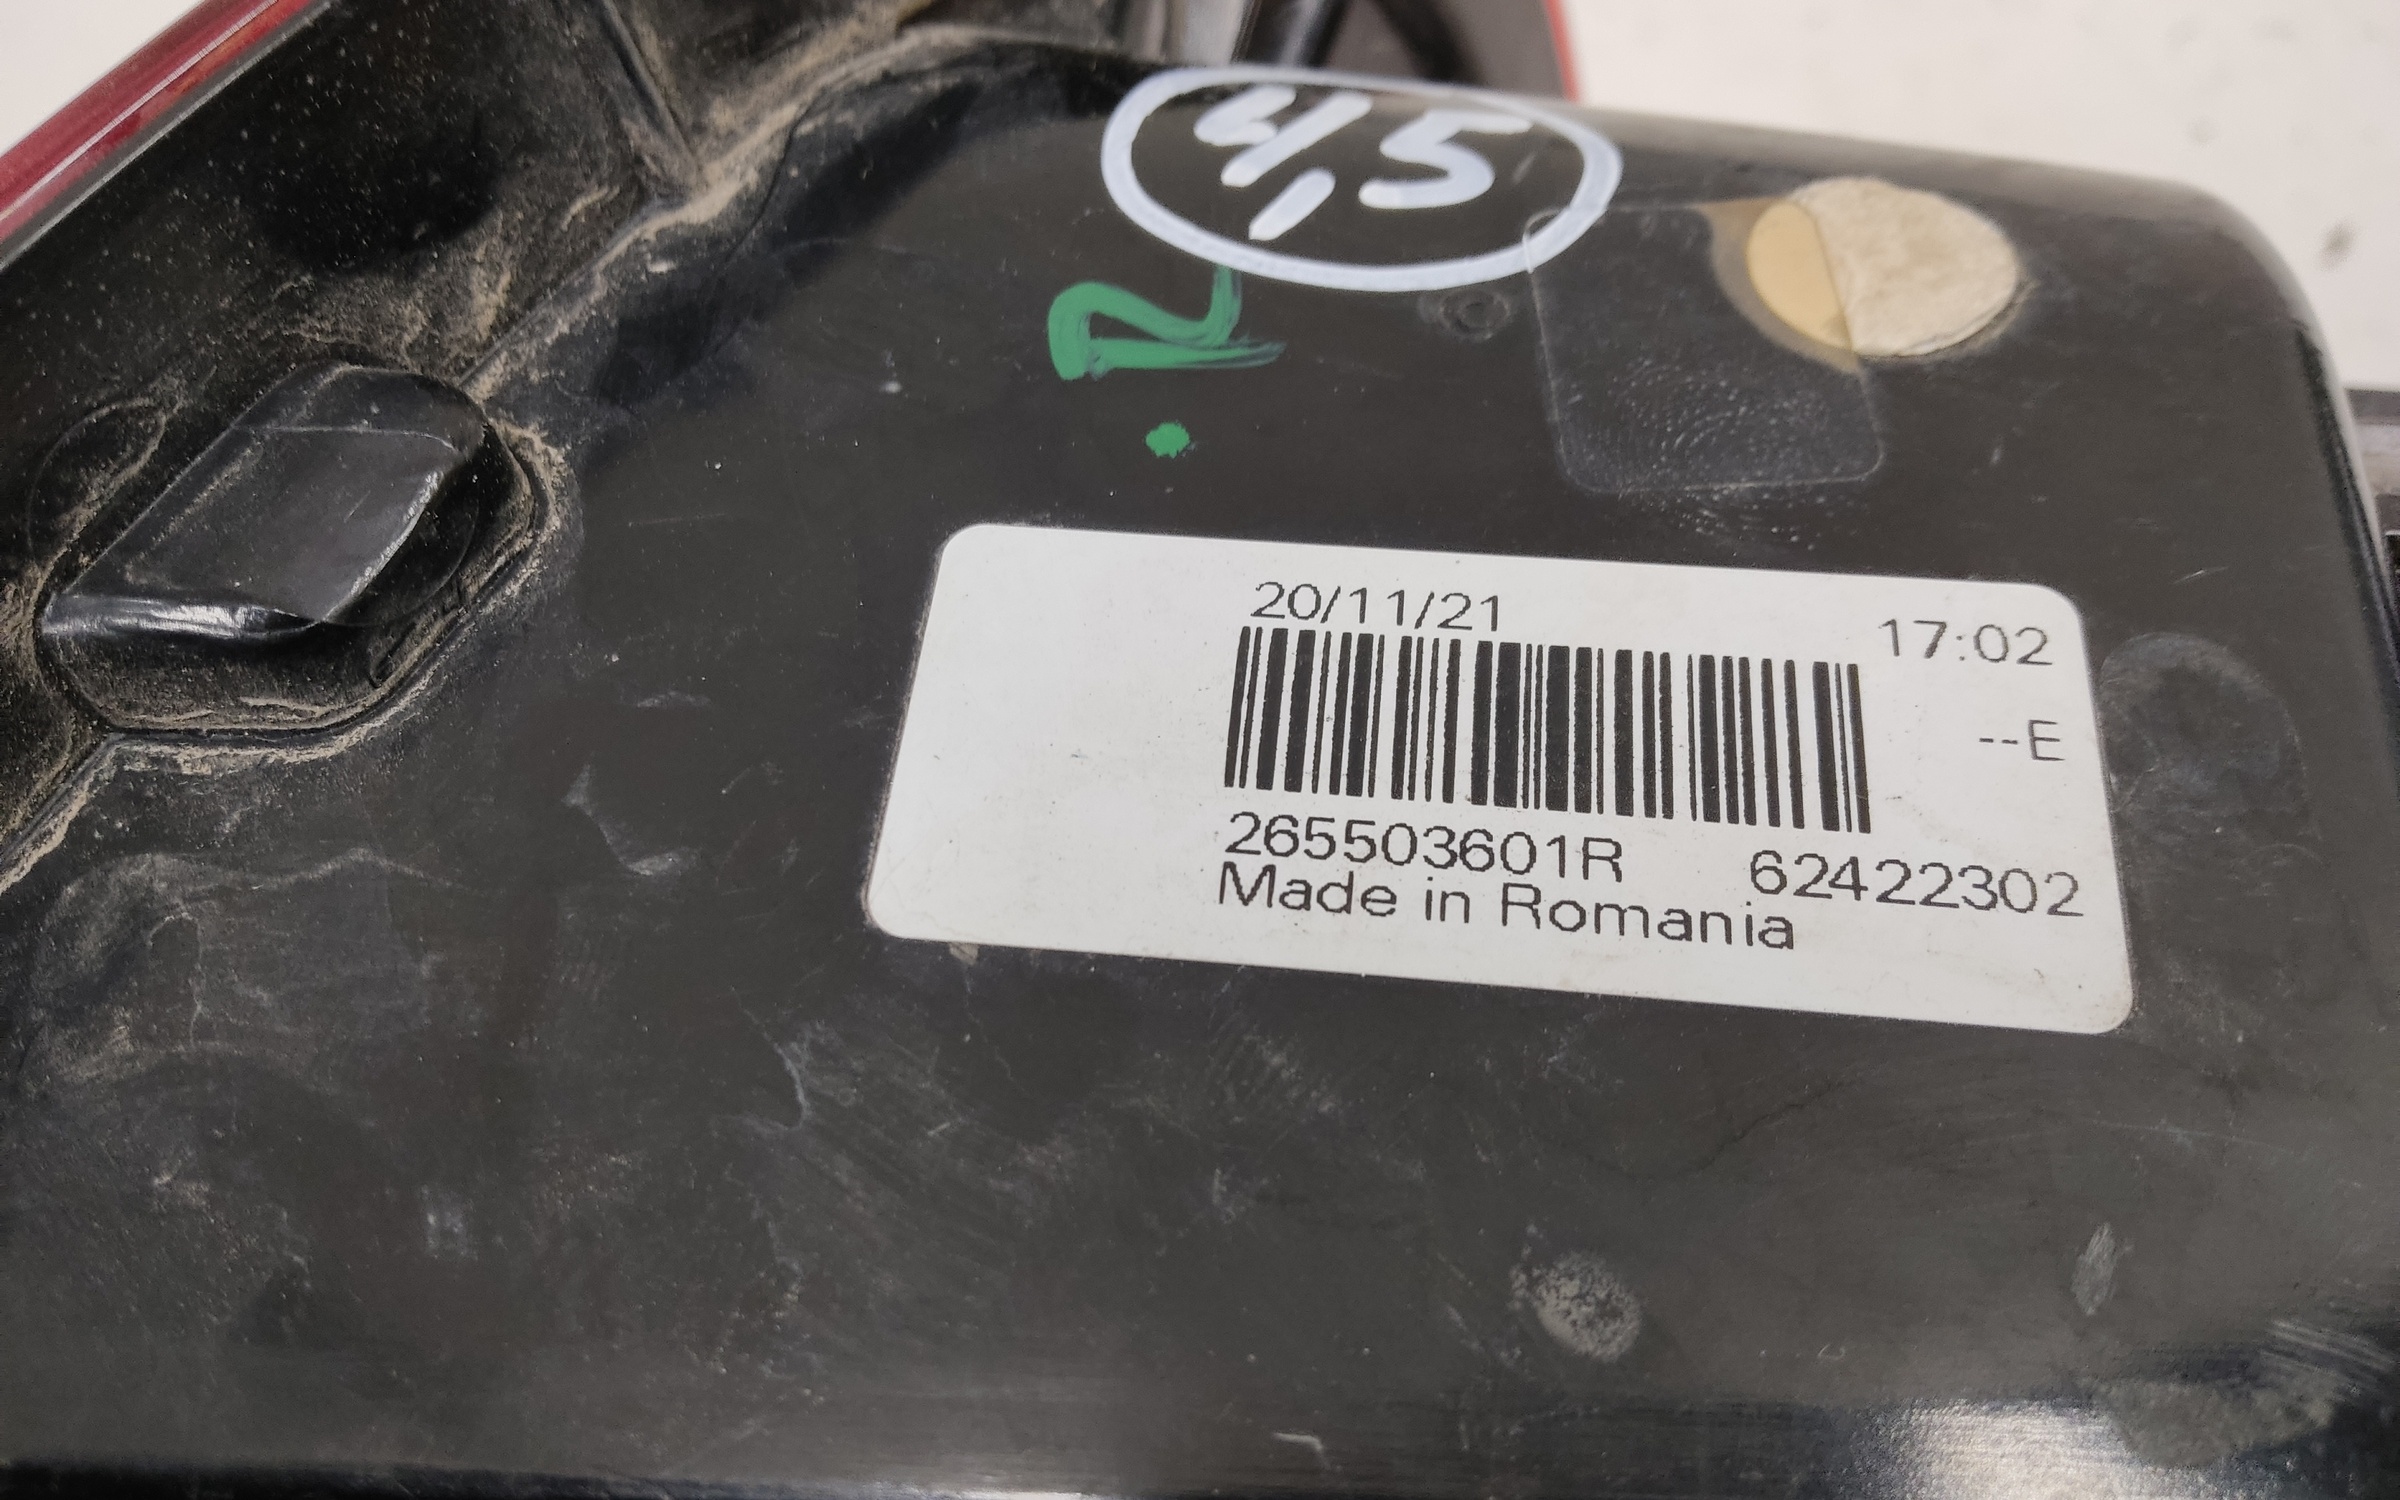 4,5
R.
20/11/21
17:02
--E
265503601R 62422302
Made in Romania